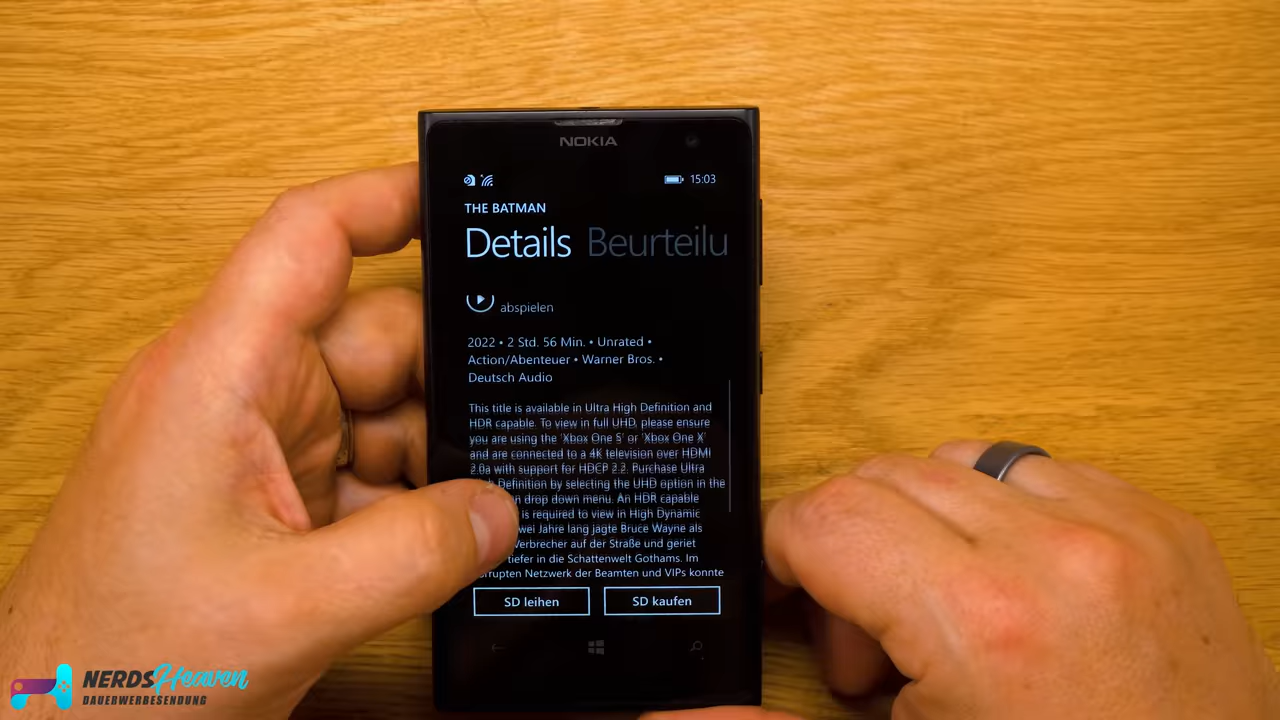 NOKIA
15:03
THE BATMAN
Details Beurteilu
abspielen
2022 • 2 Std. 56 Min. • Unrated •
Action/Abenteuer • Warner Bros. •
Deutsch Audio
This title is available in Ultra High Definition and
HDR capable. To view in full UHD, please ensure
you are using the 'Xbox One S' or 'Xbox One X'
and are connected to a 4K television over HDMI
2.0a with support for HDCP 2.2. Purchase Ultra
Definition by selecting the UHD option in the
drop down menu. An HDR capable
is required to view in High Dynamic
wei Jahre lang jagte Bruce Wayne als
Verbrecher auf der Straße und geriet
tiefer in die Schattenwelt Gothams. Im
orrupten Netzwerk der Beamten und VIPs konnte
SD leihen SD kaufen
NERDSHeaven
DAUERWERBESENDUNG